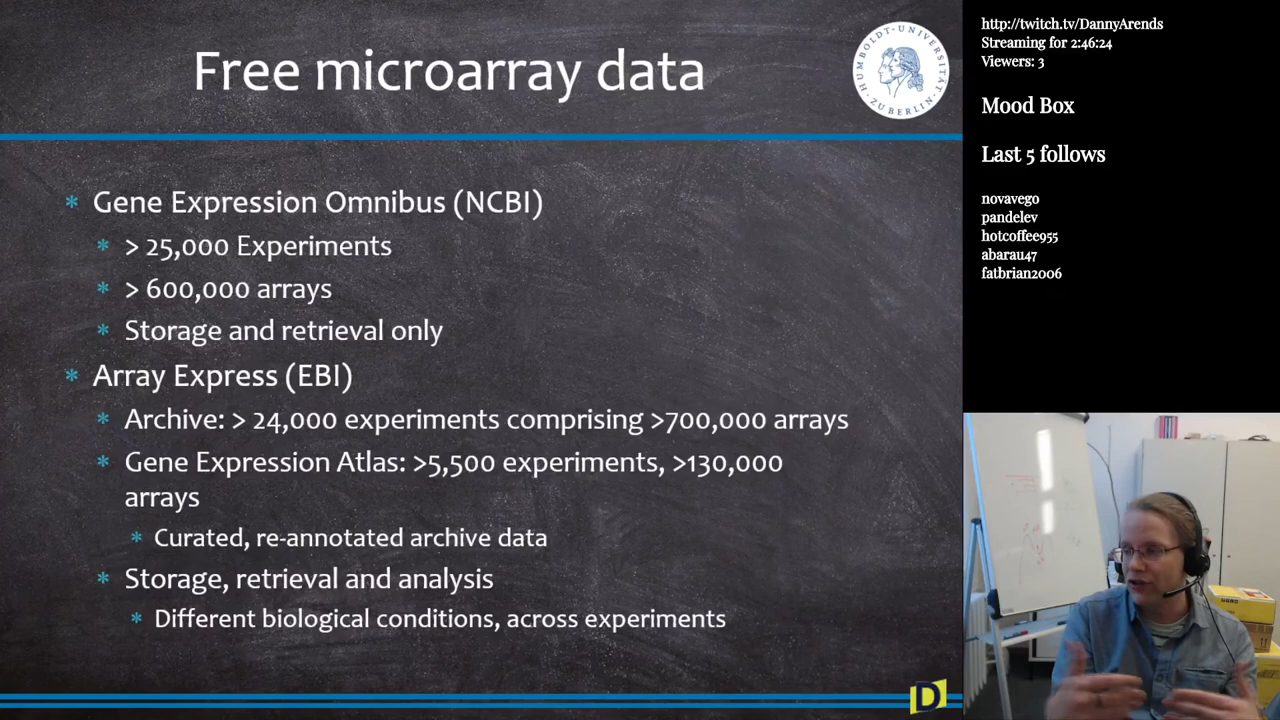 Free microarray data
HUMBOLDT-UNIVERSITÄT ZU BERLIN
* Gene Expression Omnibus (NCBI)
* > 25,000 Experiments
* > 600,000 arrays
* Storage and retrieval only
* Array Express (EBI)
* Archive: > 24,000 experiments comprising >700,000 arrays
* Gene Expression Atlas: >5,500 experiments, >130,000
arrays
* Curated, re-annotated archive data
* Storage, retrieval and analysis
* Different biological conditions, across experiments
D
http://twitch.tv/DannyArends
Streaming for 2:46:24
Viewers: 3
Mood Box
Last 5 follows
novavego
pandelev
hotcoffee955
abarau47
fatbrian2006